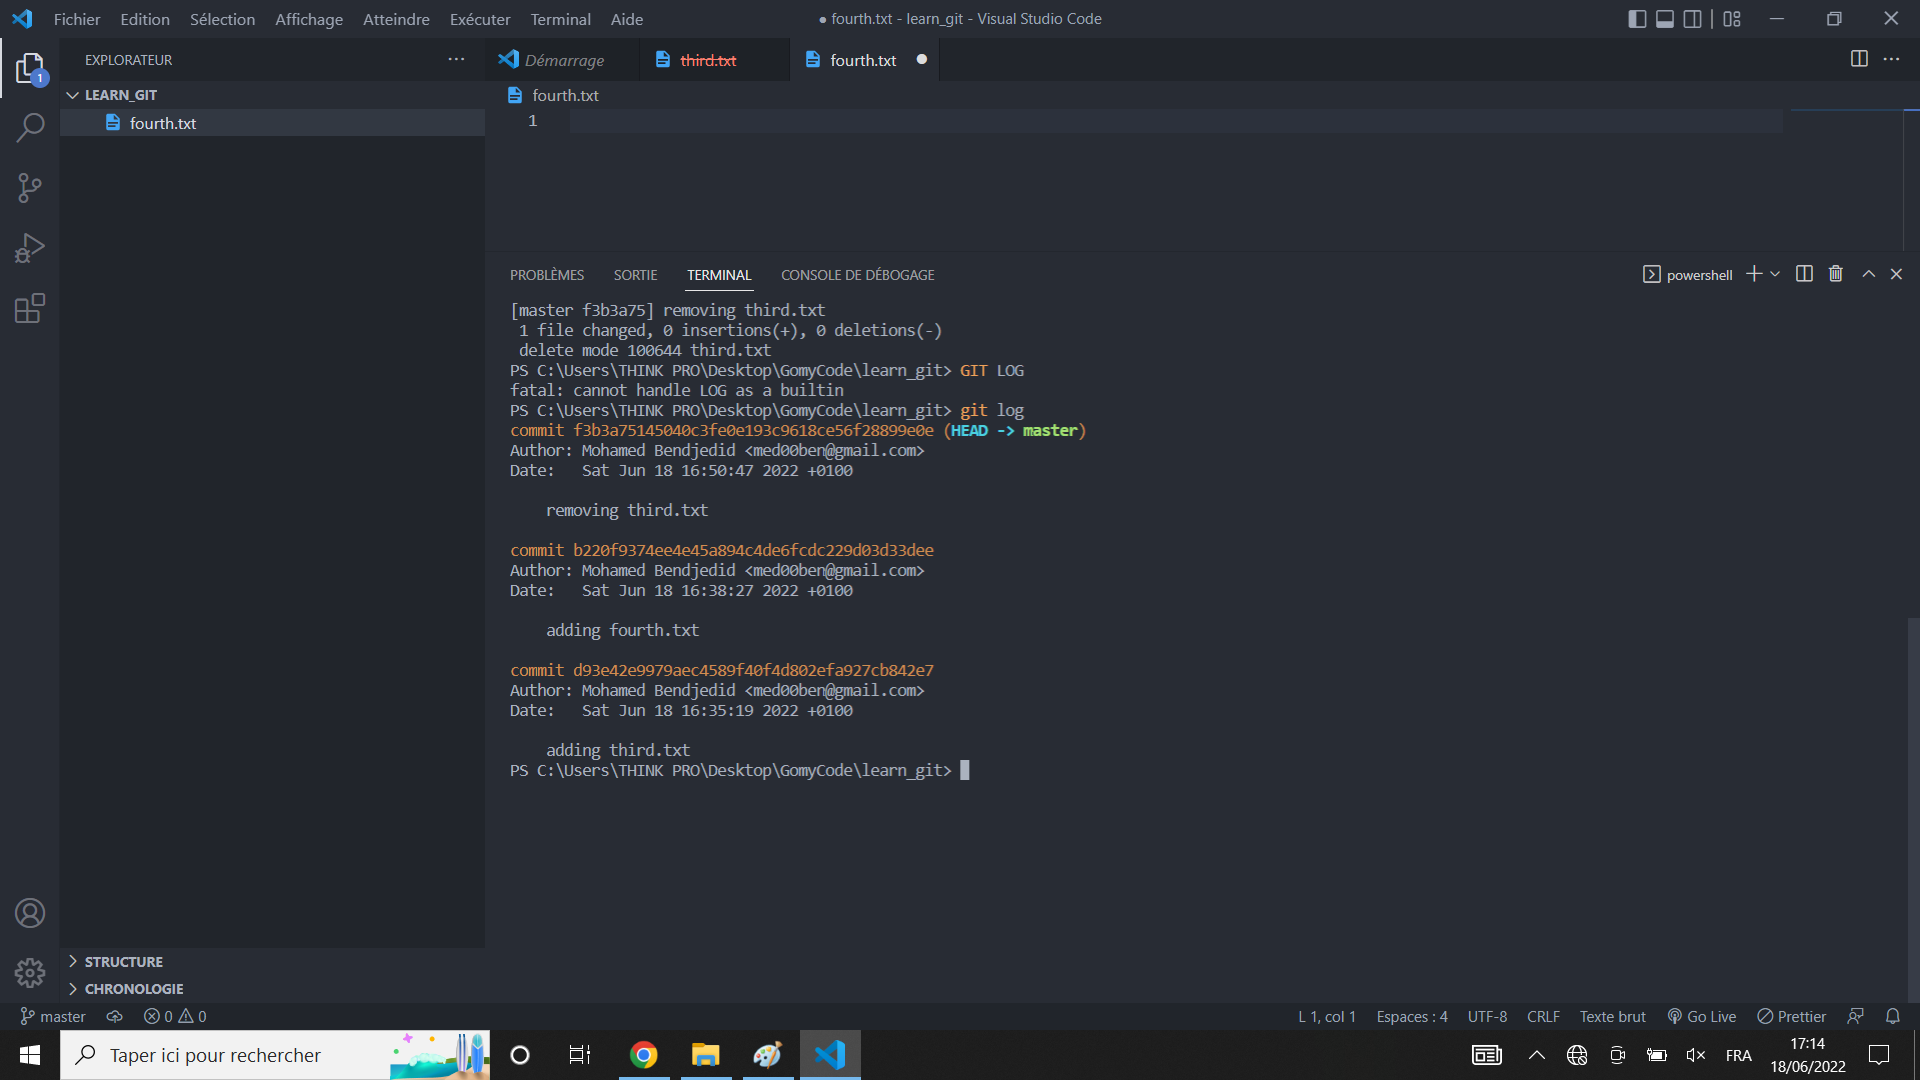 Fichier Edition Sélection Affichage Atteindre Exécuter Terminal Aide
● fourth.txt - learn_git - Visual Studio Code
EXPLORATEUR
Démarrage
third.txt
fourth.txt
1
LEARN_GIT
fourth.txt
fourth.txt
1
PROBLÈMES SORTIE TERMINAL CONSOLE DE DÉBOGAGE
powershell
[master f3b3a75] removing third.txt
1 file changed, 0 insertions(+), 0 deletions(-)
delete mode 100644 third.txt
PS C:\Users\THINK PRO\Desktop\GomyCode\learn_git> GIT LOG
fatal: cannot handle LOG as a builtin
PS C:\Users\THINK PRO\Desktop\GomyCode\learn_git> git log
commit f3b3a75145040c3fe0e193c9618ce56f28899e0e (HEAD -> master)
Author: Mohamed Bendjedid <med00ben@gmail.com>
Date:   Sat Jun 18 16:50:47 2022 +0100
removing third.txt
commit b220f9374ee4e45a894c4de6fcdc229d03d33dee
Author: Mohamed Bendjedid <med00ben@gmail.com>
Date:   Sat Jun 18 16:38:27 2022 +0100
adding fourth.txt
commit d93e42e9979aec4589f40f4d802efa927cb842e7
Author: Mohamed Bendjedid <med00ben@gmail.com>
Date:   Sat Jun 18 16:35:19 2022 +0100
adding third.txt
PS C:\Users\THINK PRO\Desktop\GomyCode\learn_git>
STRUCTURE
CHRONOLOGIE
master 0 0
L 1, col 1 Espaces : 4 UTF-8 CRLF Texte brut Go Live Prettier
Taper ici pour rechercher
FRA
17:14
18/06/2022